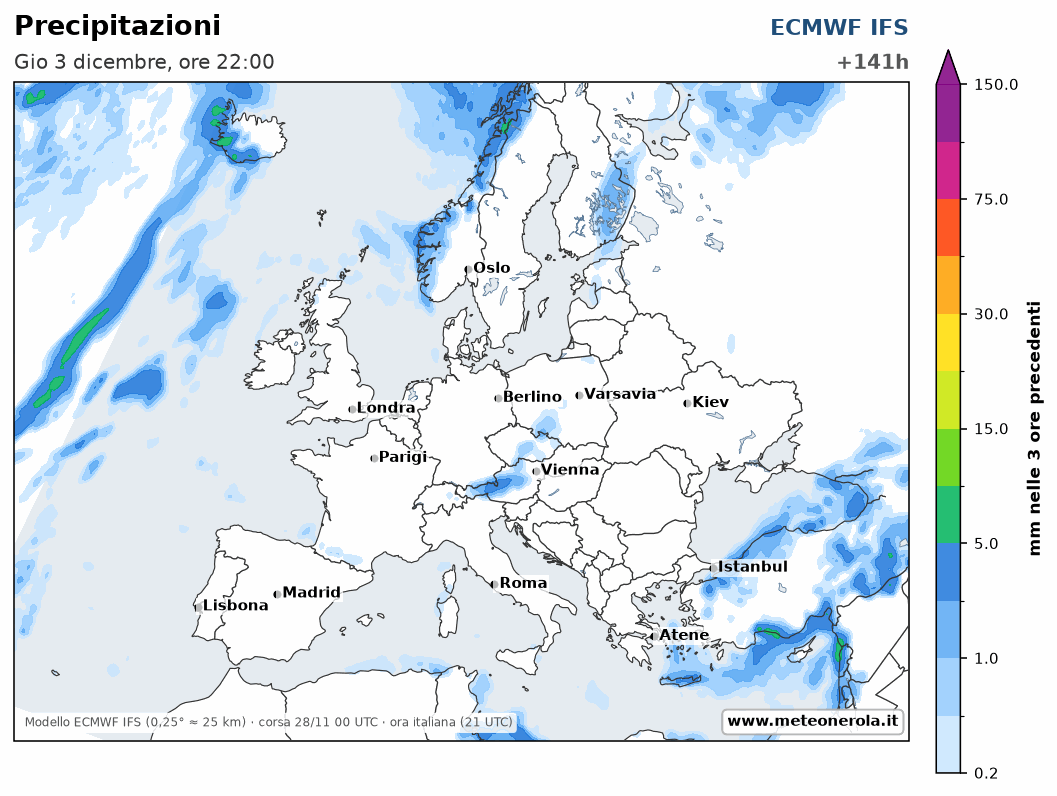 Precipitazioni
ECMWF IFS
Gio 3 dicembre, ore 22:00
+141h
150.0
75.0
30.0
15.0
5.0
1.0
0.2
mm nelle 3 ore precedenti
Oslo
Berlino
Varsavia
Kiev
Londra
Parigi
Vienna
Istanbul
Roma
Madrid
Lisbona
Atene
Modello ECMWF IFS (0,25° ≈ 25 km) · corsa 28/11 00 UTC · ora italiana (21 UTC)
www.meteonerola.it